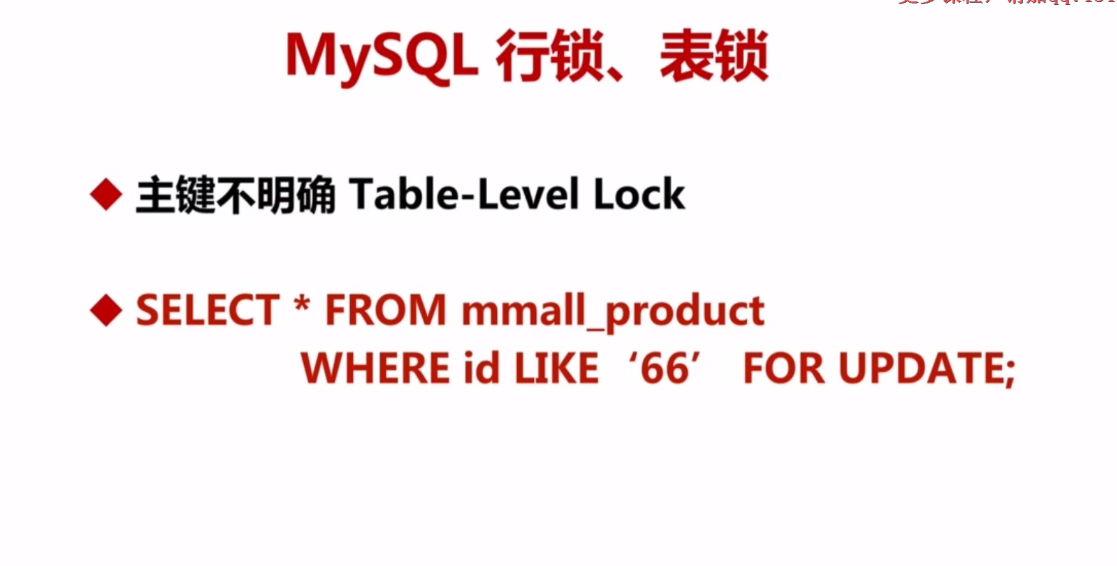 MySQL 行锁、表锁
主键不明确 Table-Level Lock
SELECT * FROM mmall_product
WHERE id LIKE ‘66’ FOR UPDATE;